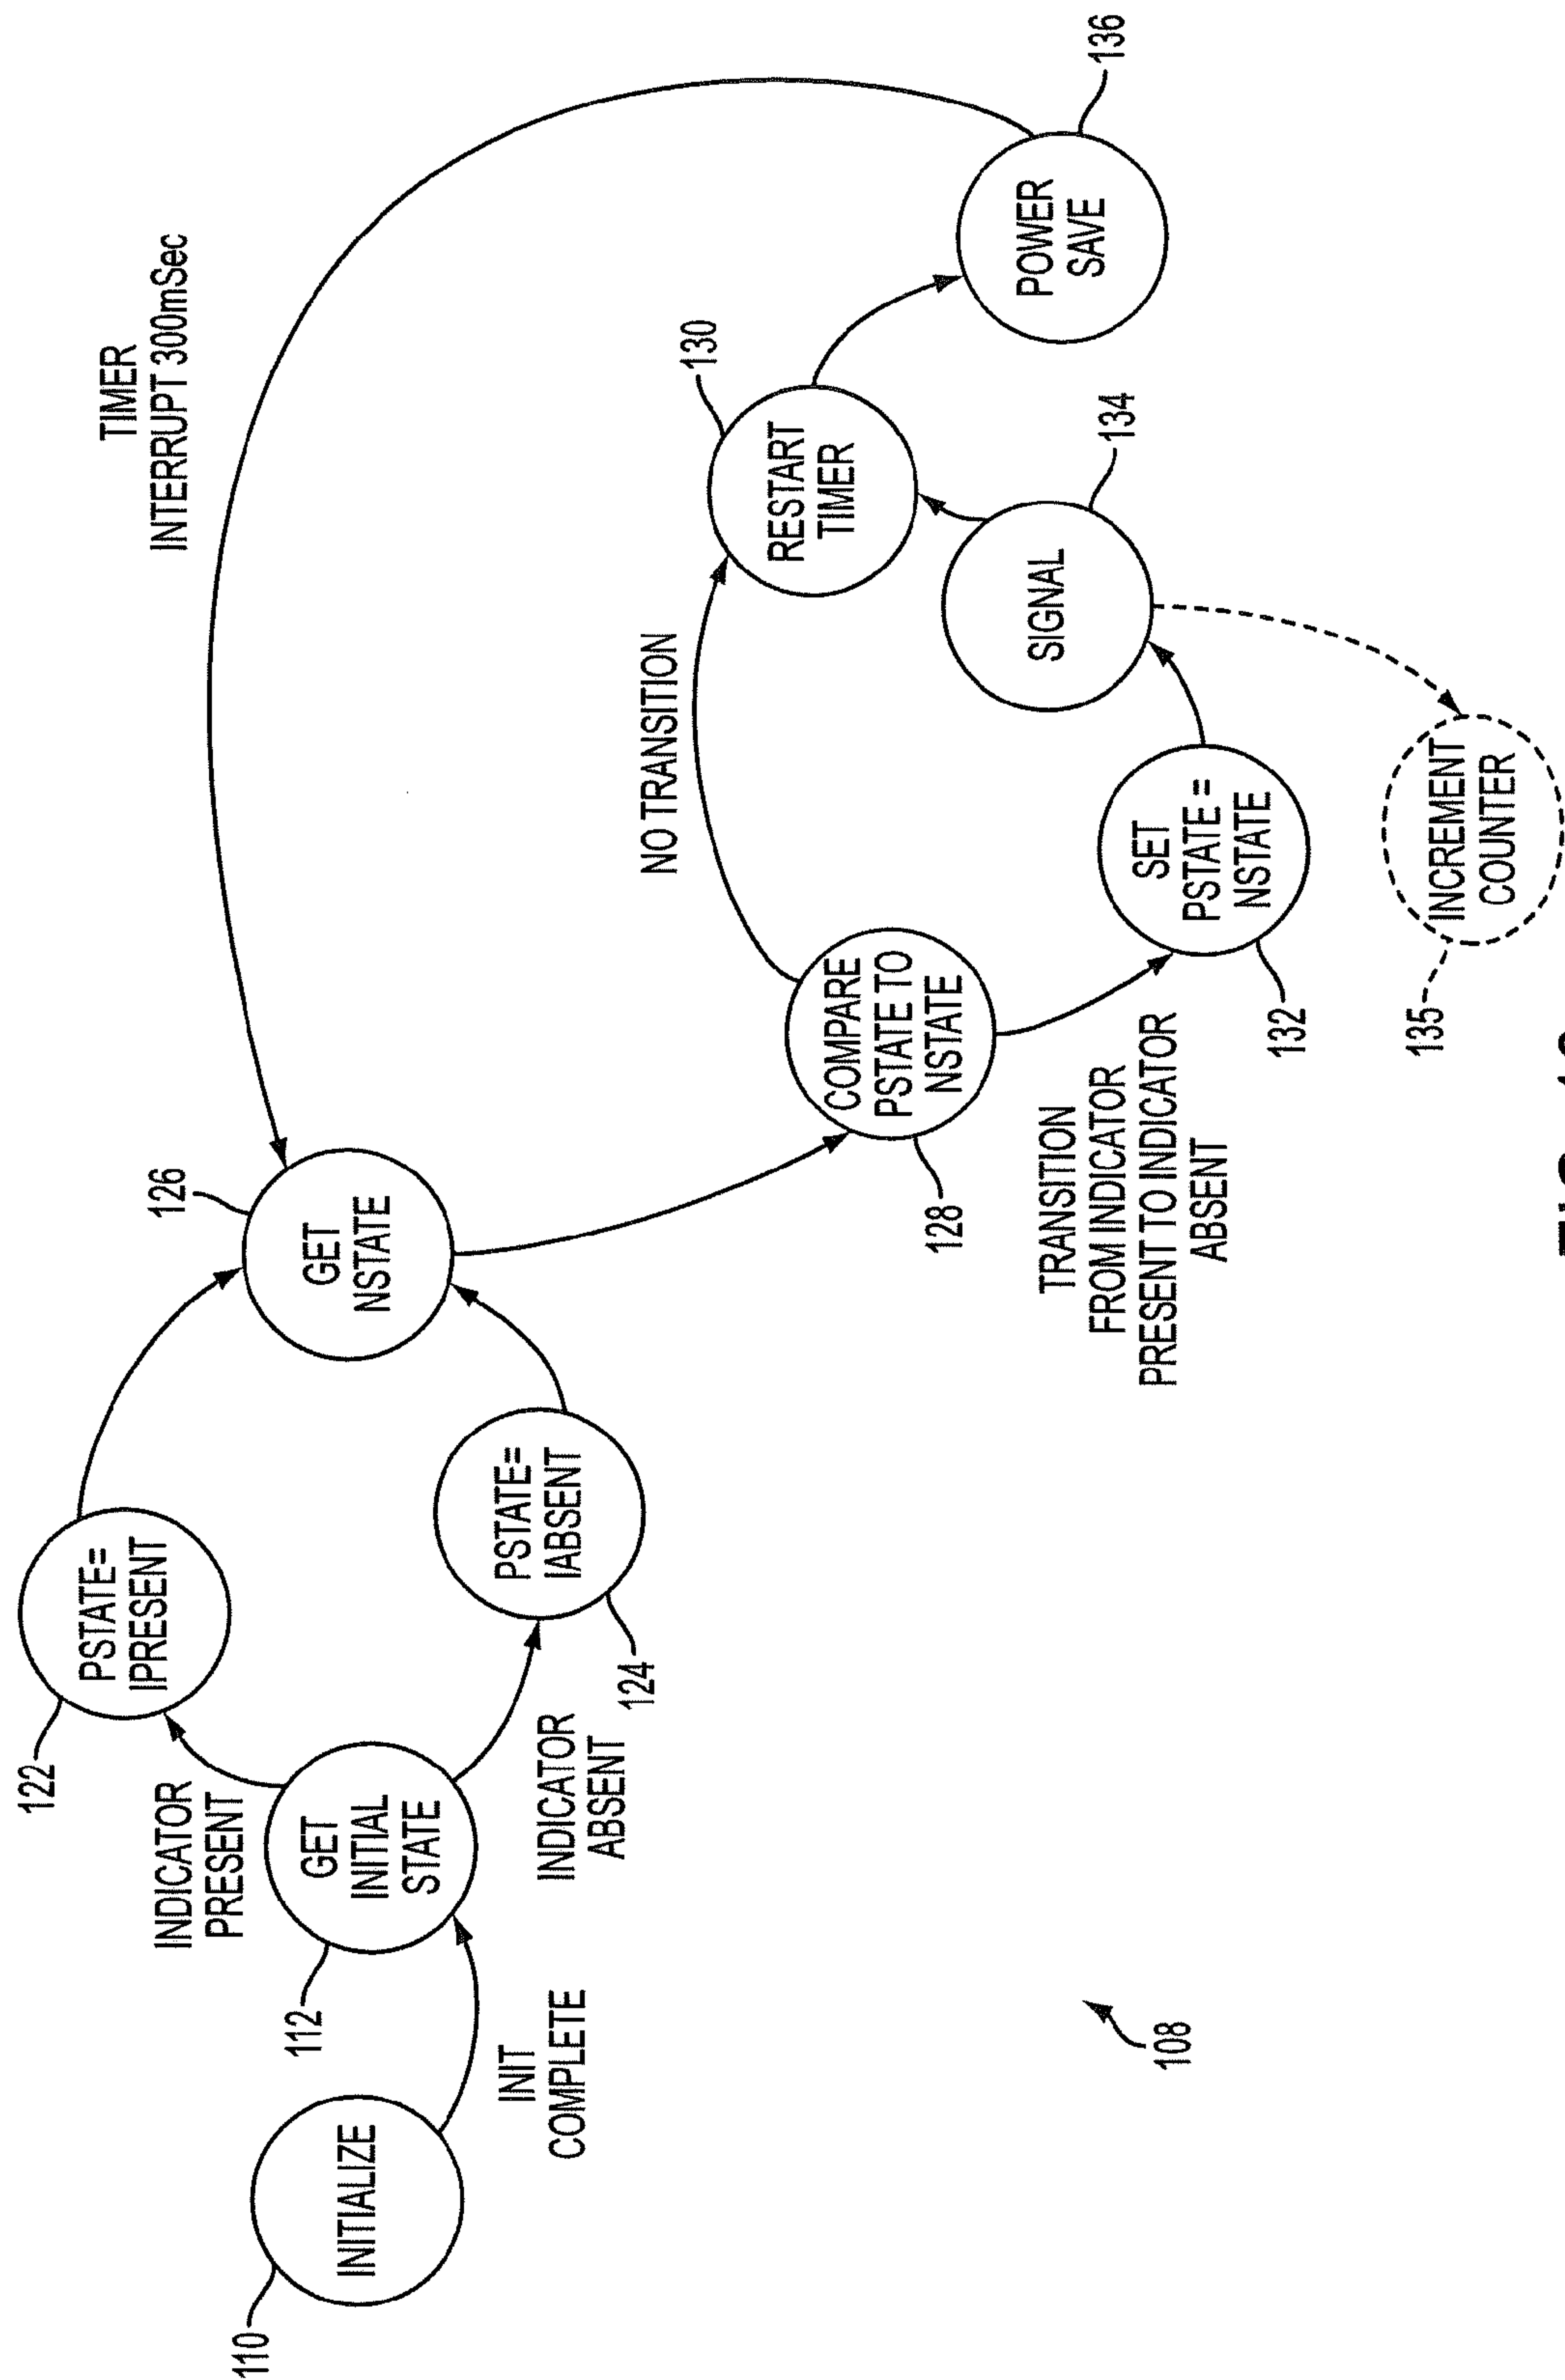 110
INITIALIZE
INIT
COMPLETE
112
GET
INITIAL
STATE
INDICATOR
PRESENT
INDICATOR
ABSENT
122
PSTATE=
IPRESENT
124
PSTATE=
IABSENT
126
GET
NSTATE
TIMER
INTERRUPT 300mSec
128
COMPARE
PSTATE TO
NSTATE
NO TRANSITION
TRANSITION
FROM INDICATOR
PRESENT TO INDICATOR
ABSENT
132
SET
PSTATE =
NSTATE
130
RESTART
TIMER
SIGNAL
134
135
INCREMENT
COUNTER
POWER
SAVE
136
108